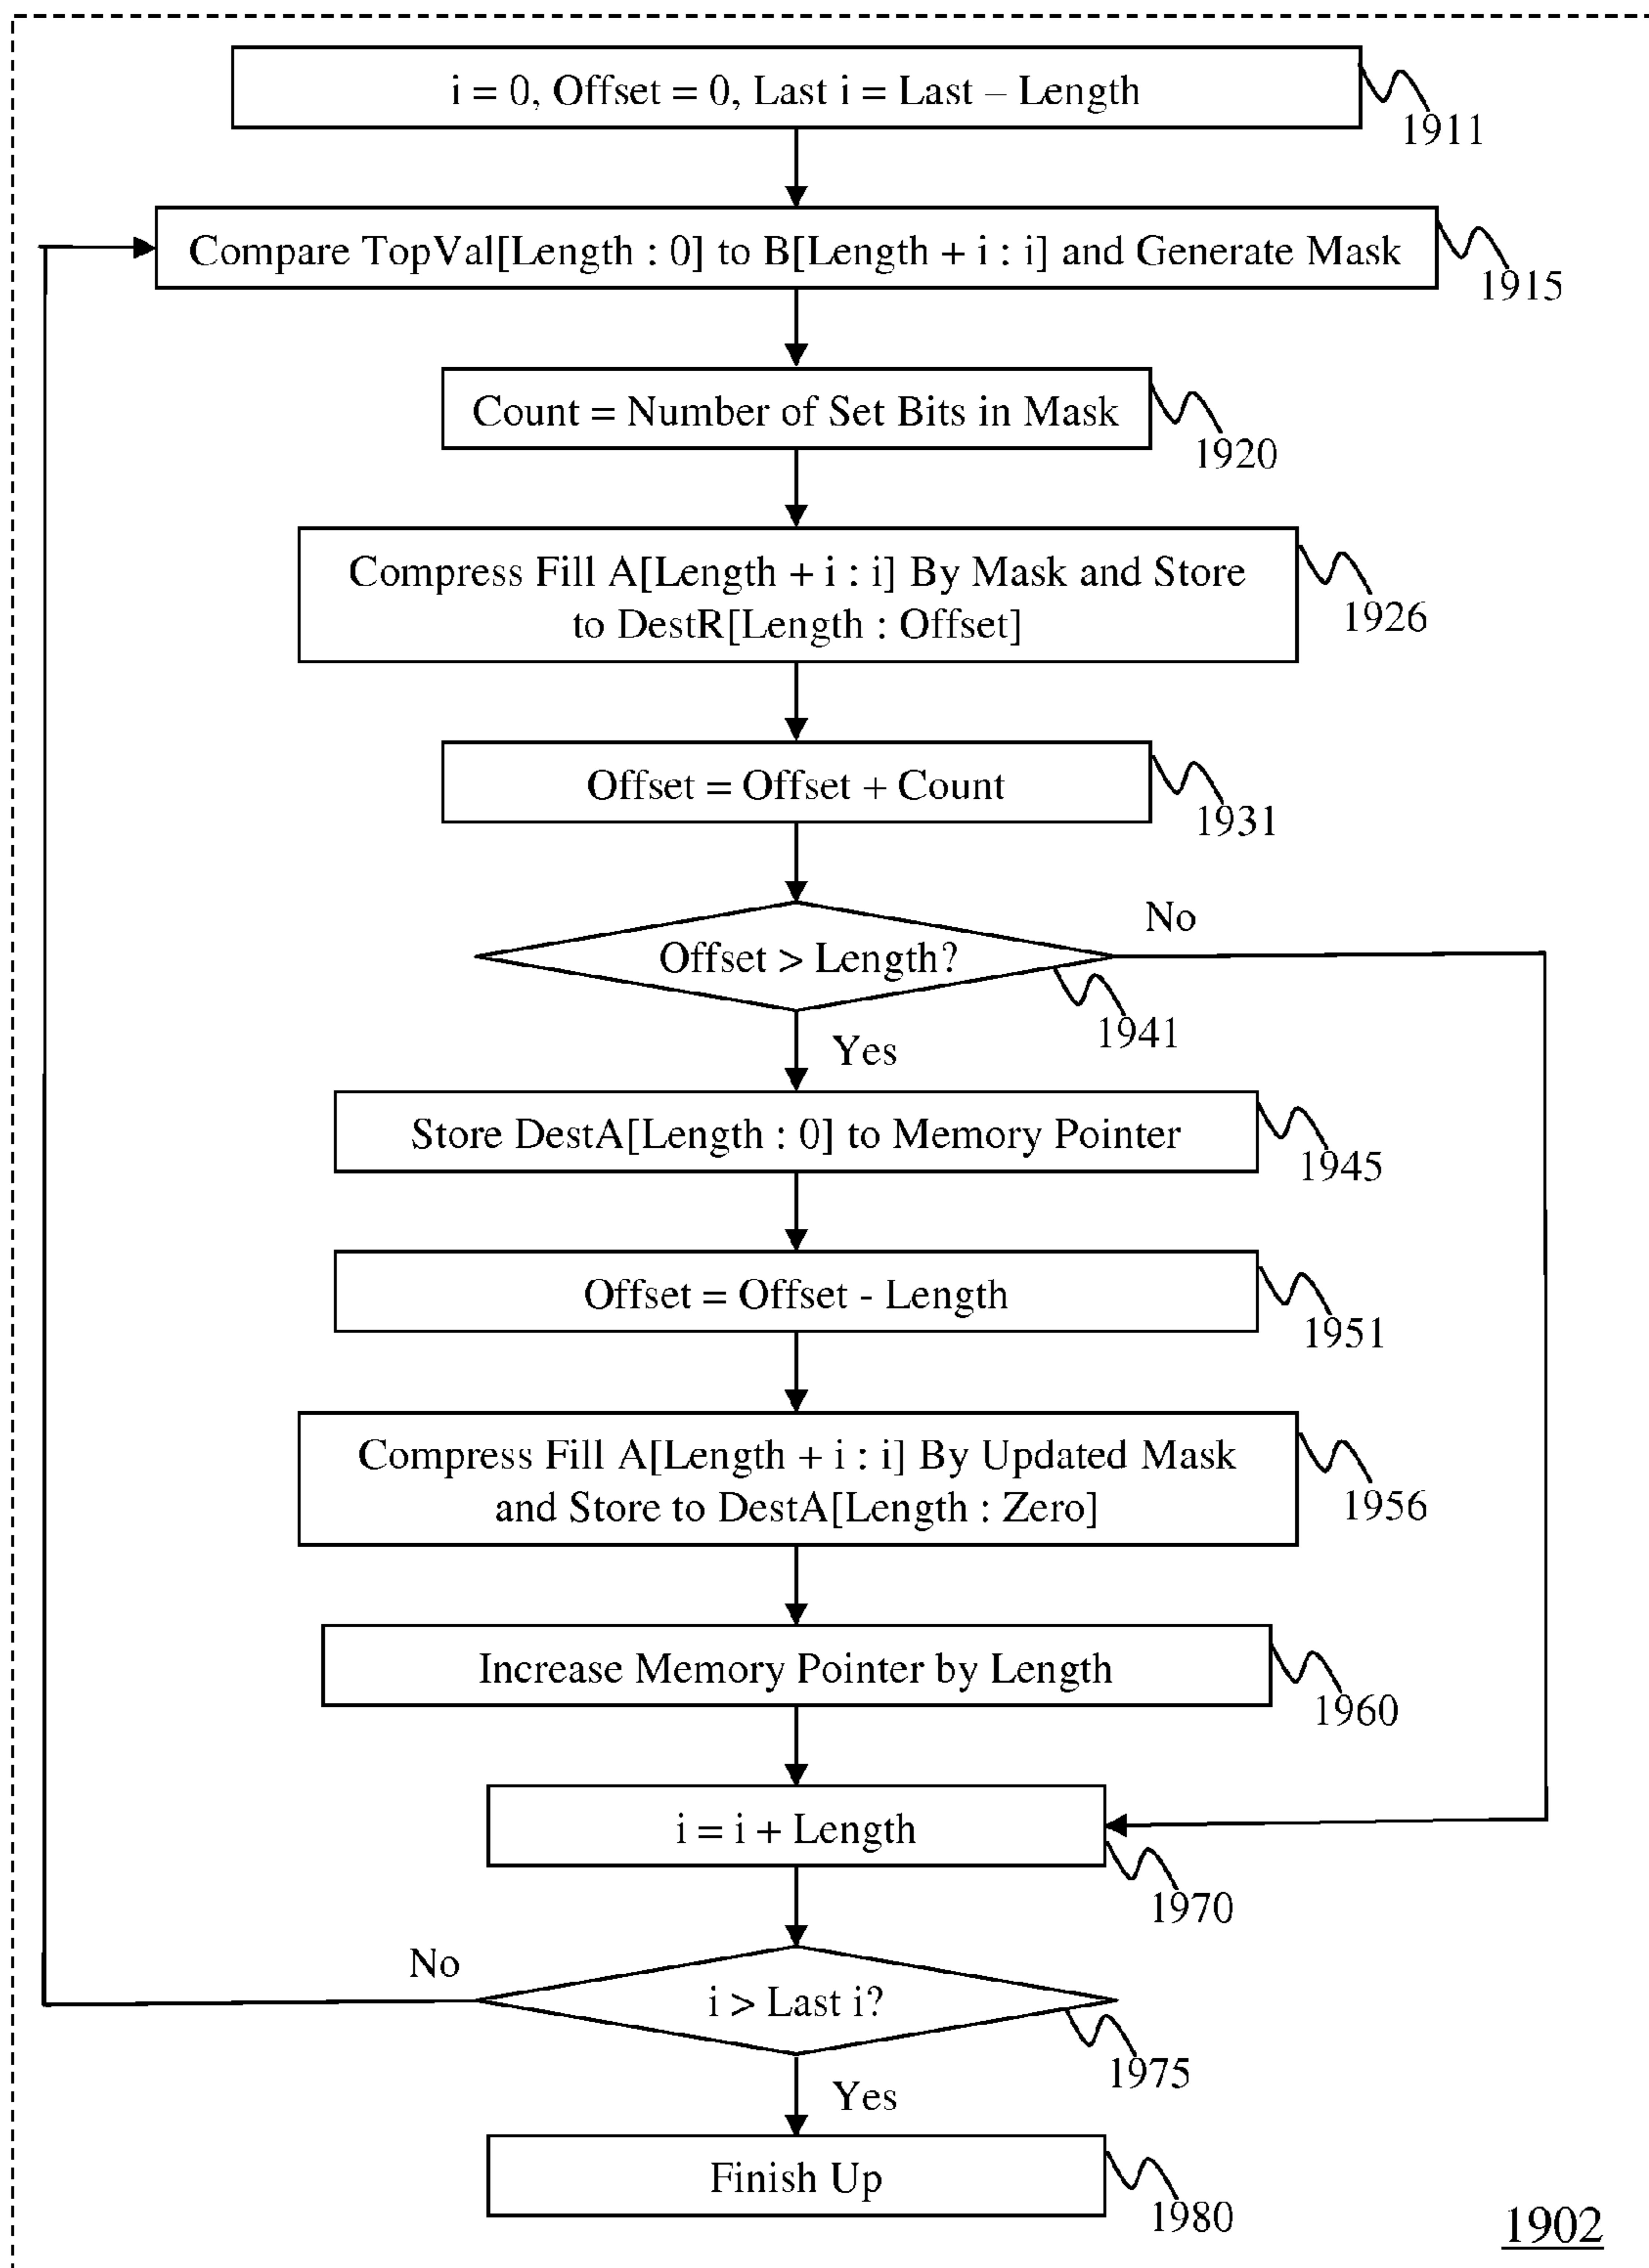 i = 0, Offset = 0, Last i = Last – Length
1911
Compare TopVal[Length : 0] to B[Length + i : i] and Generate Mask
1915
Count = Number of Set Bits in Mask
1920
Compress Fill A[Length + i : i] By Mask and Store
to DestR[Length : Offset]
1926
Offset = Offset + Count
1931
Offset > Length?
No
1941
Yes
Store DestA[Length : 0] to Memory Pointer
1945
Offset = Offset - Length
1951
Compress Fill A[Length + i : i] By Updated Mask
and Store to DestA[Length : Zero]
1956
Increase Memory Pointer by Length
1960
i = i + Length
1970
No
i > Last i?
1975
Yes
Finish Up
1980
1902